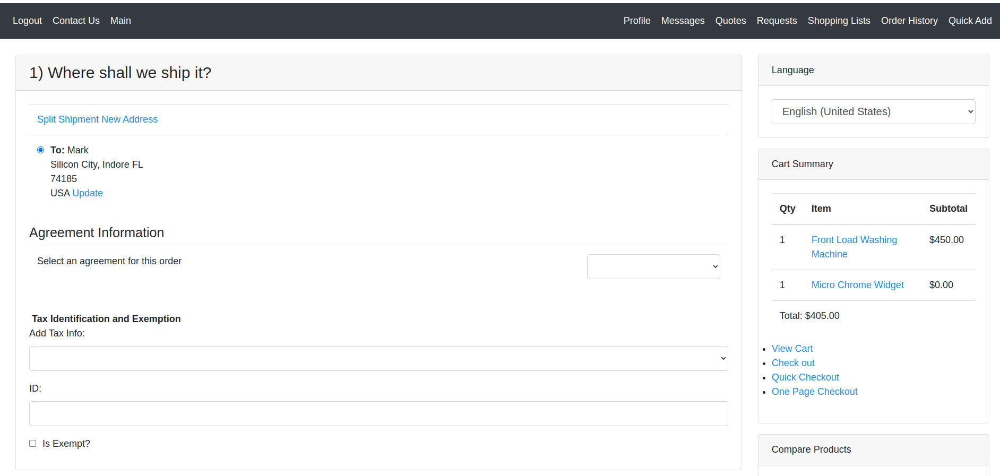 Logout Contact Us Main Profile Messages Quotes Requests Shopping Lists Order History Quick Add
1) Where shall we ship it?
Split Shipment New Address
To: Mark
Silicon City, Indore FL
74185
USA Update
Agreement Information
Select an agreement for this order
Tax Identification and Exemption
Add Tax Info:
ID:
Is Exempt?
Language
English (United States)
Cart Summary
Qty Item Subtotal
1 Front Load Washing $450.00
Machine
1 Micro Chrome Widget $0.00
Total: $405.00
View Cart
Check out
Quick Checkout
One Page Checkout
Compare Products